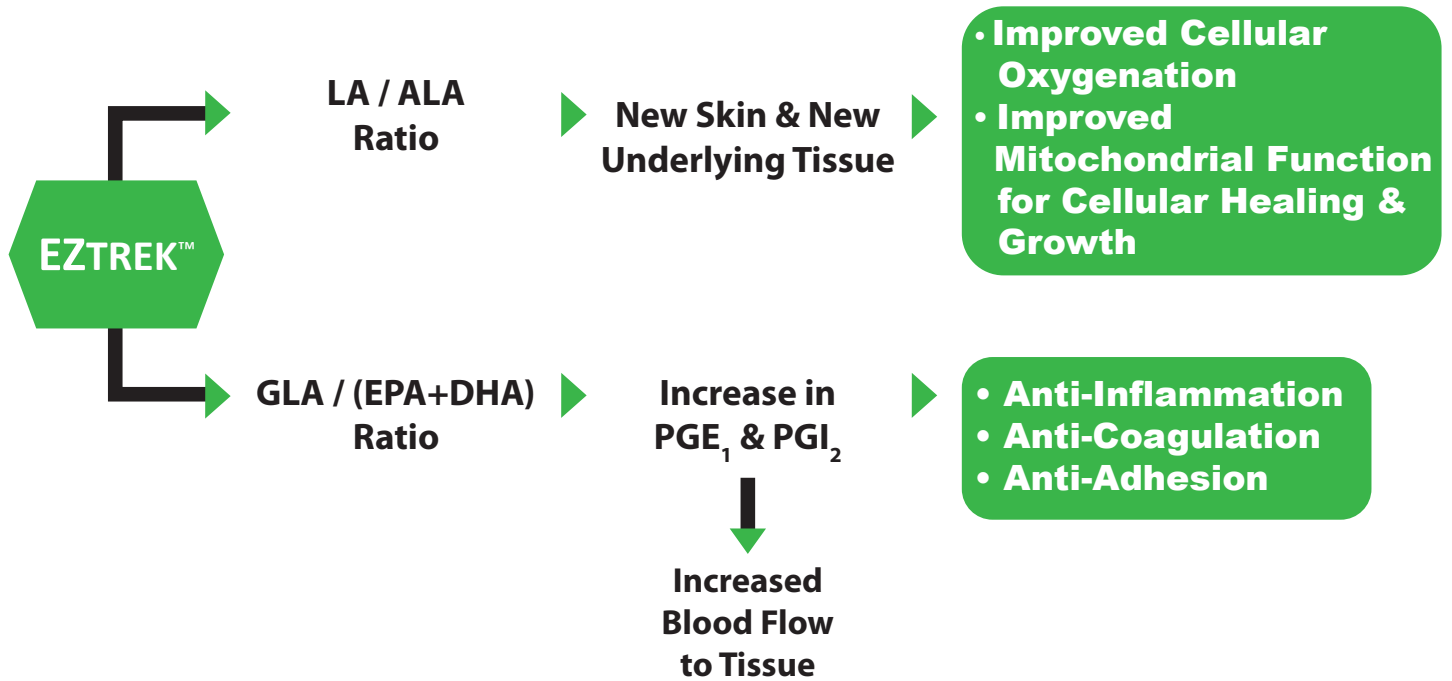 EZTREK™
LA / ALA
Ratio
New Skin & New
Underlying Tissue
• Improved Cellular
Oxygenation
• Improved
Mitochondrial Function
for Cellular Healing &
Growth
GLA / (EPA+DHA)
Ratio
Increase in
PGE₁ & PGI₂
• Anti-Inflammation
• Anti-Coagulation
• Anti-Adhesion
Increased
Blood Flow
to Tissue